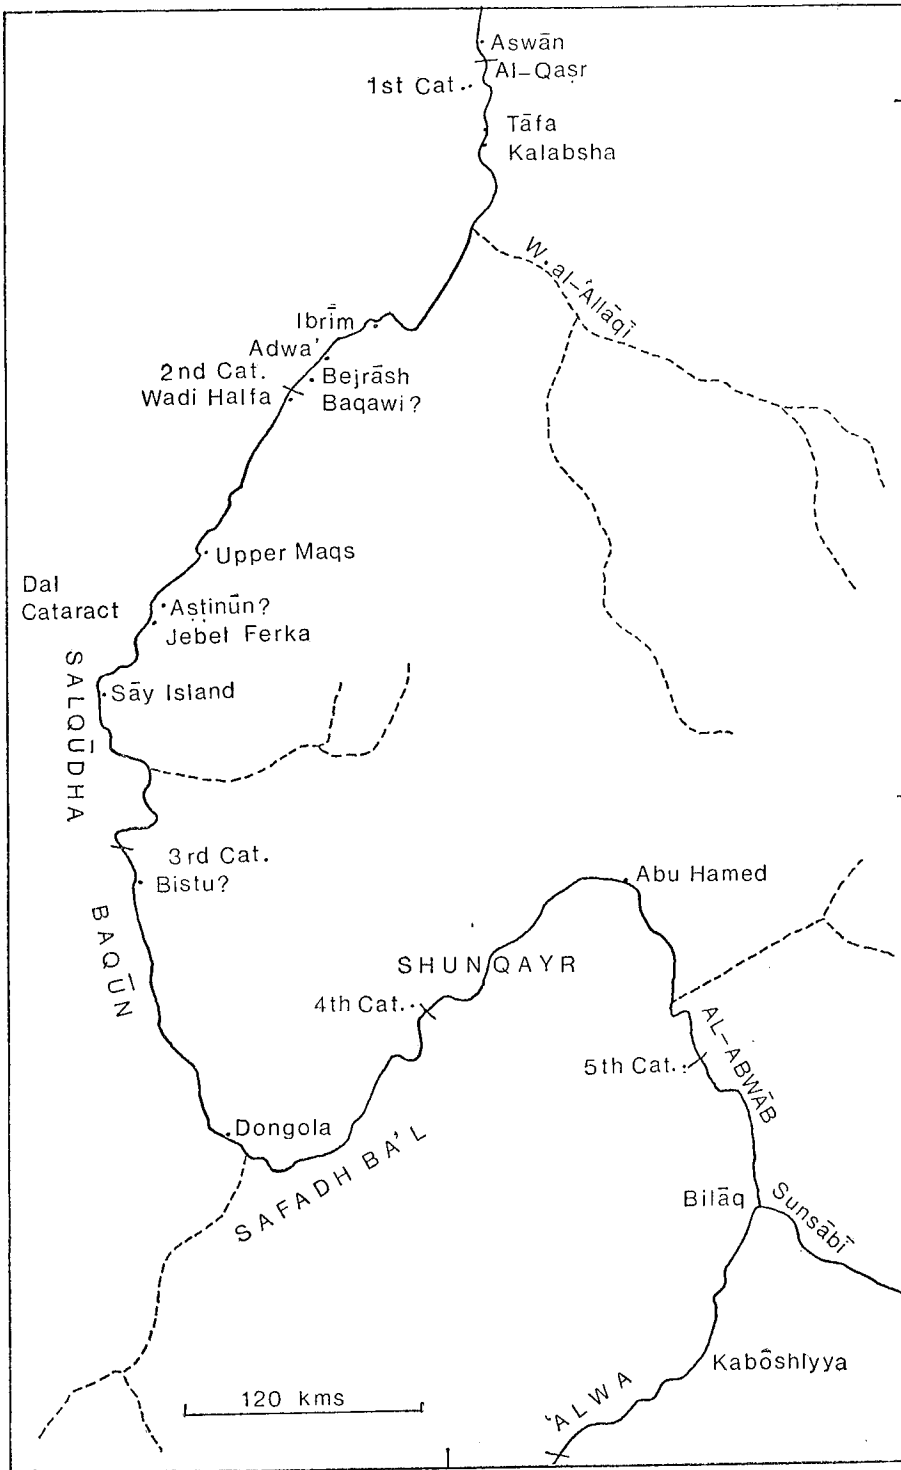 Aswān
Al-Qaṣr
1st Cat.
Tāfa
Kalabsha
W. al-'Allāqī
Ibrīm
Adwa'
2nd Cat.
Bejrāsh
Wadi Halfa
Baqawi?
Upper Maqs
Dal
Cataract
Aṣṭinūn?
Jebel Ferka
SALQŪDHA
Sāy Island
3rd Cat.
Bistu?
Abu Hamed
BAQŪN
SHUNQAYR
4th Cat.
AL-ABWĀB
5th Cat.
Dongola
SAFADH BA'L
Bilāq
Sunsābī
Kabōshiyya
120 kms
'ALWA